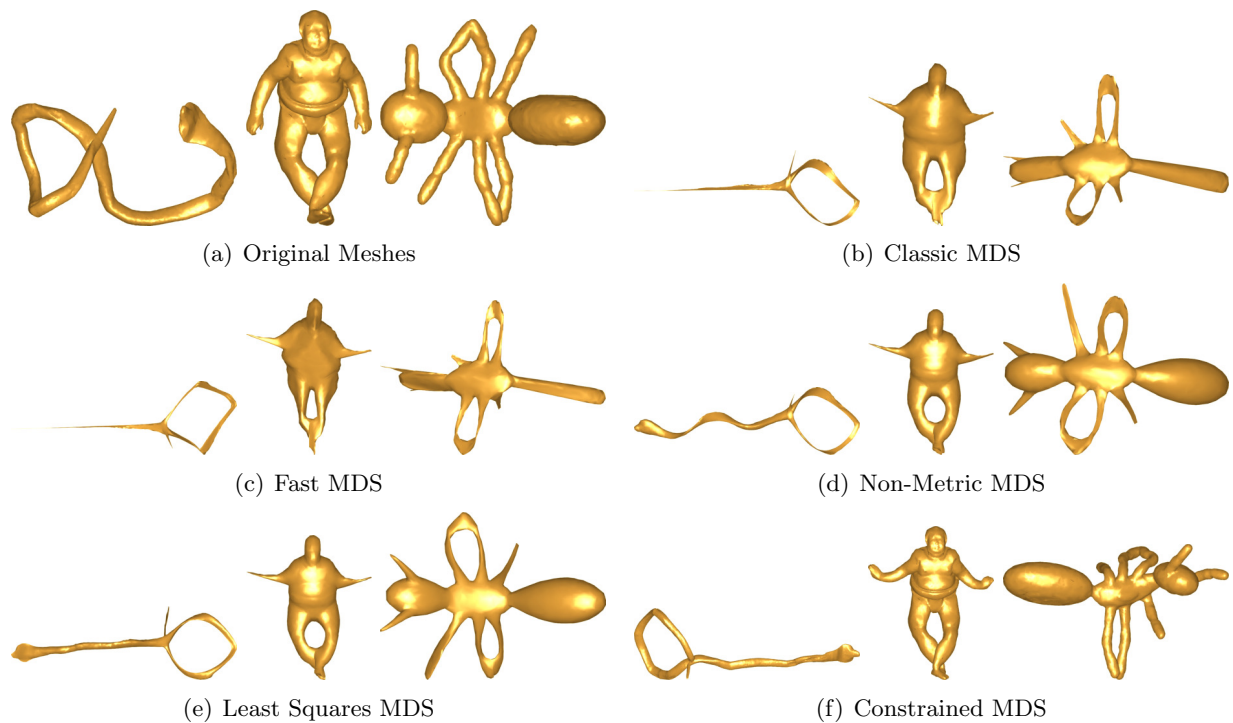 (a) Original Meshes
(b) Classic MDS
(c) Fast MDS
(d) Non-Metric MDS
(e) Least Squares MDS
(f) Constrained MDS